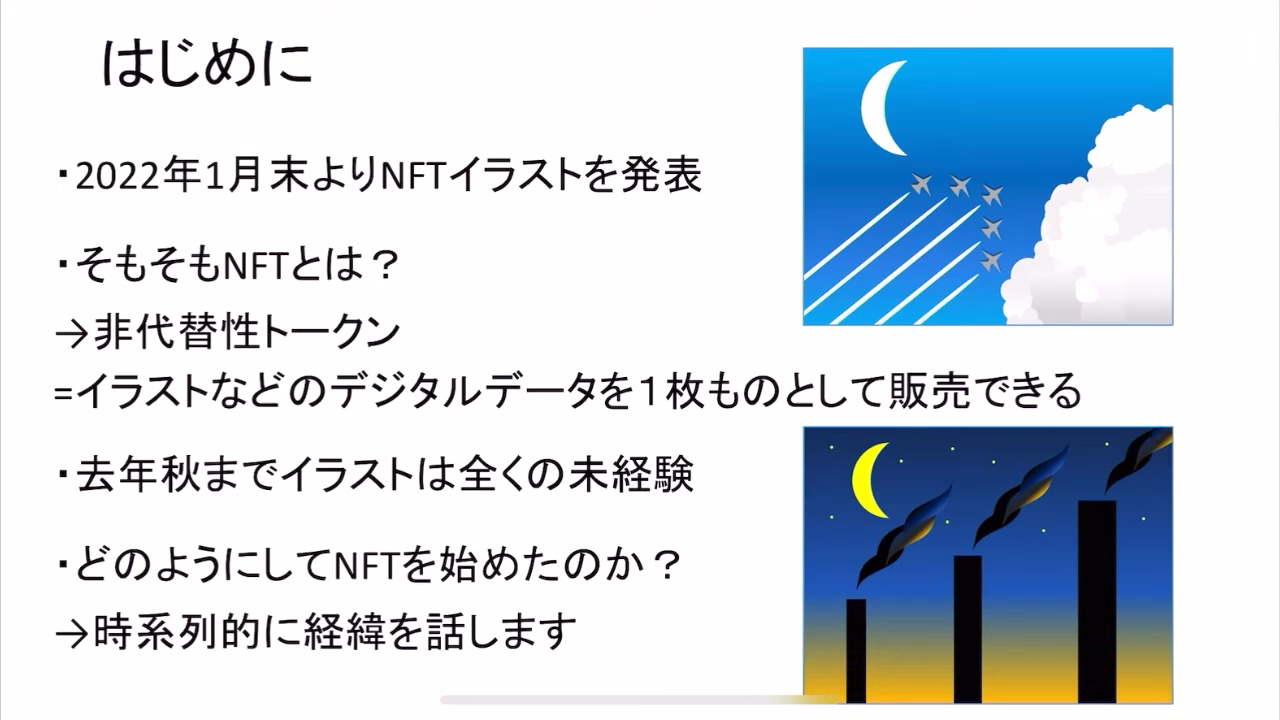 はじめに
・2022年1月末よりNFTイラストを発表
・そもそもNFTとは？
→非代替性トークン
=イラストなどのデジタルデータを１枚ものとして販売できる
・去年秋までイラストは全くの未経験
・どのようにしてNFTを始めたのか？
→時系列的に経緯を話します